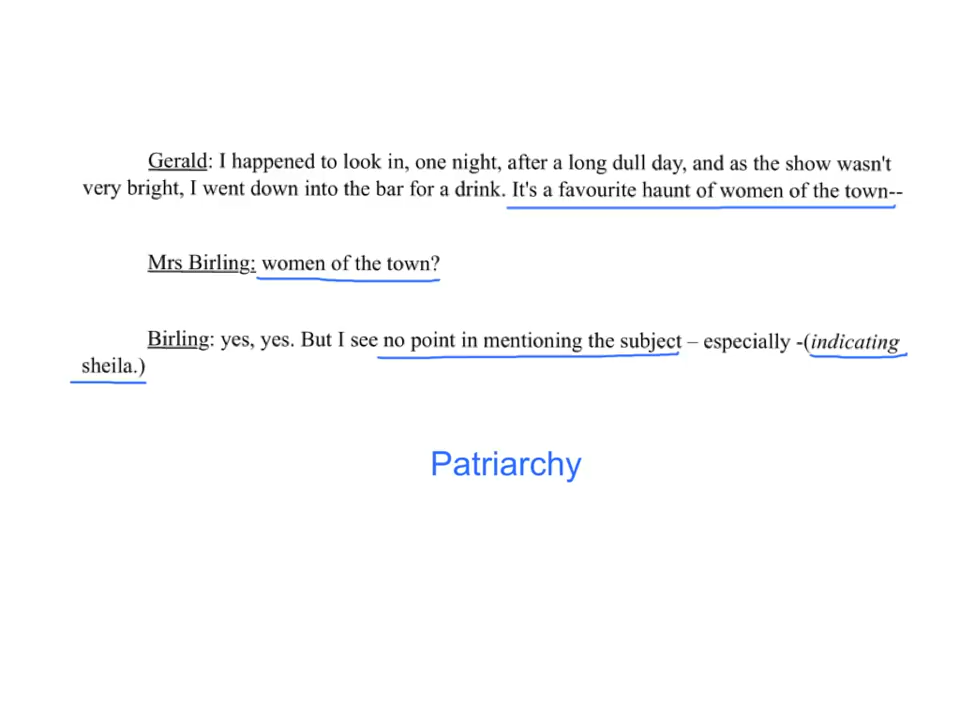 Gerald: I happened to look in, one night, after a long dull day, and as the show wasn't
very bright, I went down into the bar for a drink. It's a favourite haunt of women of the town--
Mrs Birling: women of the town?
Birling: yes, yes. But I see no point in mentioning the subject – especially -(indicating
sheila.)
Patriarchy